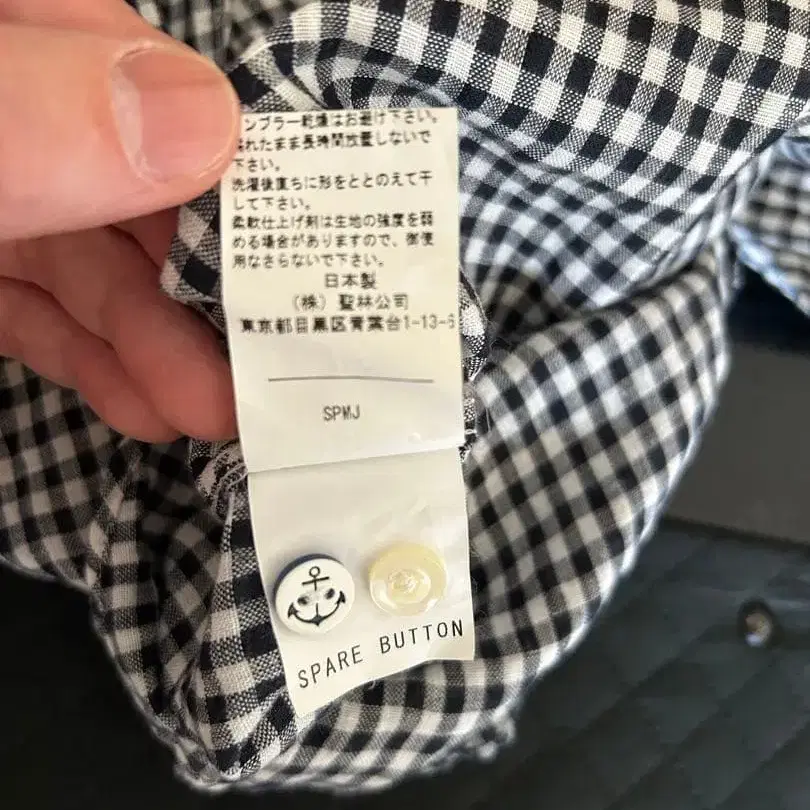 ンブラー乾燥はお避け下さい。
れたまま長時間放置しないで
下さい。
洗濯後直ちに形をととのえて干
して下さい。
柔軟仕上げ剤は生地の強度を弱
める場合がありますので、御使
用なさらないで下さい。
日本製
(株) 聖林公司
東京都目黒区青葉台1-13-6
SPMJ
SPARE BUTTON